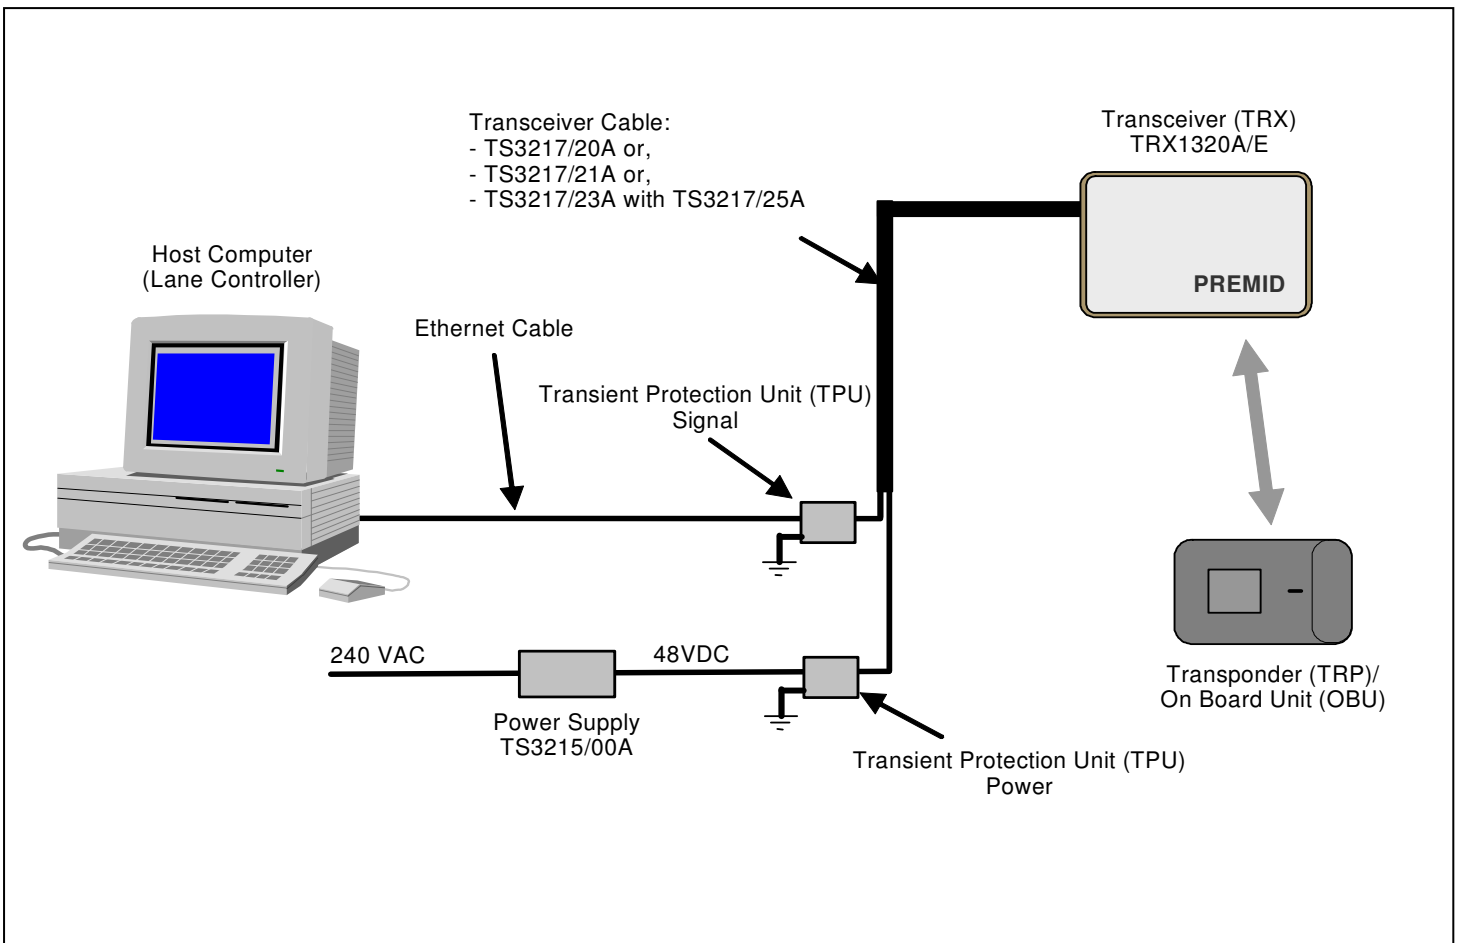 Transceiver Cable:
- TS3217/20A or,
- TS3217/21A or,
- TS3217/23A with TS3217/25A
Transceiver (TRX)
TRX1320A/E
PREMID
Host Computer
(Lane Controller)
Ethernet Cable
Transient Protection Unit (TPU)
Signal
240 VAC
48VDC
Power Supply
TS3215/00A
Transient Protection Unit (TPU)
Power
Transponder (TRP)/
On Board Unit (OBU)